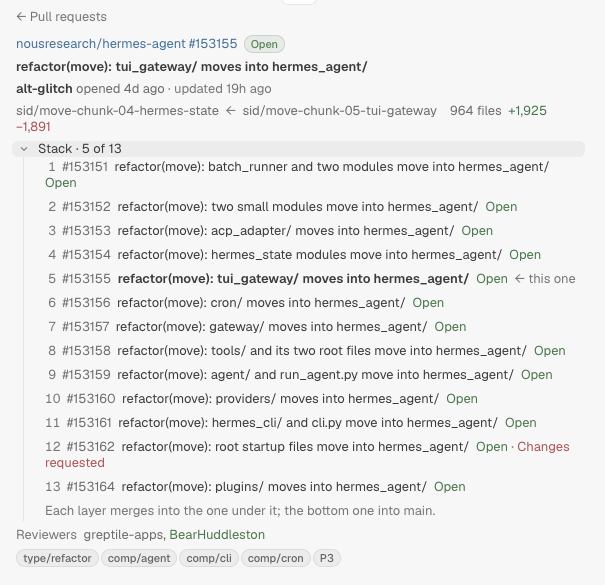 ← Pull requests
nousresearch/hermes-agent #153155 Open
refactor(move): tui_gateway/ moves into hermes_agent/
alt-glitch opened 4d ago · updated 19h ago
sid/move-chunk-04-hermes-state ← sid/move-chunk-05-tui-gateway 964 files +1,925
−1,891
Stack · 5 of 13
1 #153151 refactor(move): batch_runner and two modules move into hermes_agent/
Open
2 #153152 refactor(move): two small modules move into hermes_agent/ Open
3 #153153 refactor(move): acp_adapter/ moves into hermes_agent/ Open
4 #153154 refactor(move): hermes_state modules move into hermes_agent/ Open
5 #153155 refactor(move): tui_gateway/ moves into hermes_agent/ Open ← this one
6 #153156 refactor(move): cron/ moves into hermes_agent/ Open
7 #153157 refactor(move): gateway/ moves into hermes_agent/ Open
8 #153158 refactor(move): tools/ and its two root files move into hermes_agent/ Open
9 #153159 refactor(move): agent/ and run_agent.py move into hermes_agent/ Open
10 #153160 refactor(move): providers/ moves into hermes_agent/ Open
11 #153161 refactor(move): hermes_cli/ and cli.py move into hermes_agent/ Open
12 #153162 refactor(move): root startup files move into hermes_agent/ Open · Changes
requested
13 #153164 refactor(move): plugins/ moves into hermes_agent/ Open
Each layer merges into the one under it; the bottom one into main.
Reviewers greptile-apps, BearHuddleston
type/refactor comp/agent comp/cli comp/cron P3